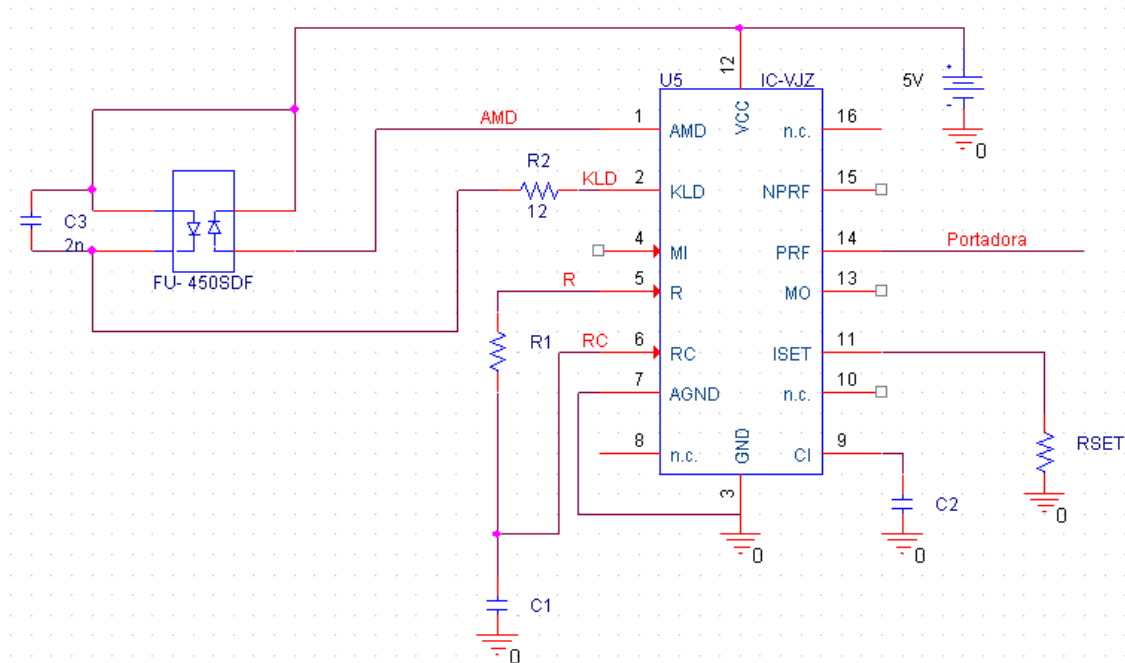 U5
IC-VJZ
12
VCC
5V
0
1
AMD
AMD
n.c.
16
R2
12
KLD
2
KLD
NPRF
15
C3
2n
FU- 450SDF
4
MI
PRF
14
Portadora
R
5
R
MO
13
R1
RC
6
RC
ISET
11
7
AGND
n.c.
10
8
n.c.
GND
3
CI
9
RSET
0
C2
0
0
C1
0